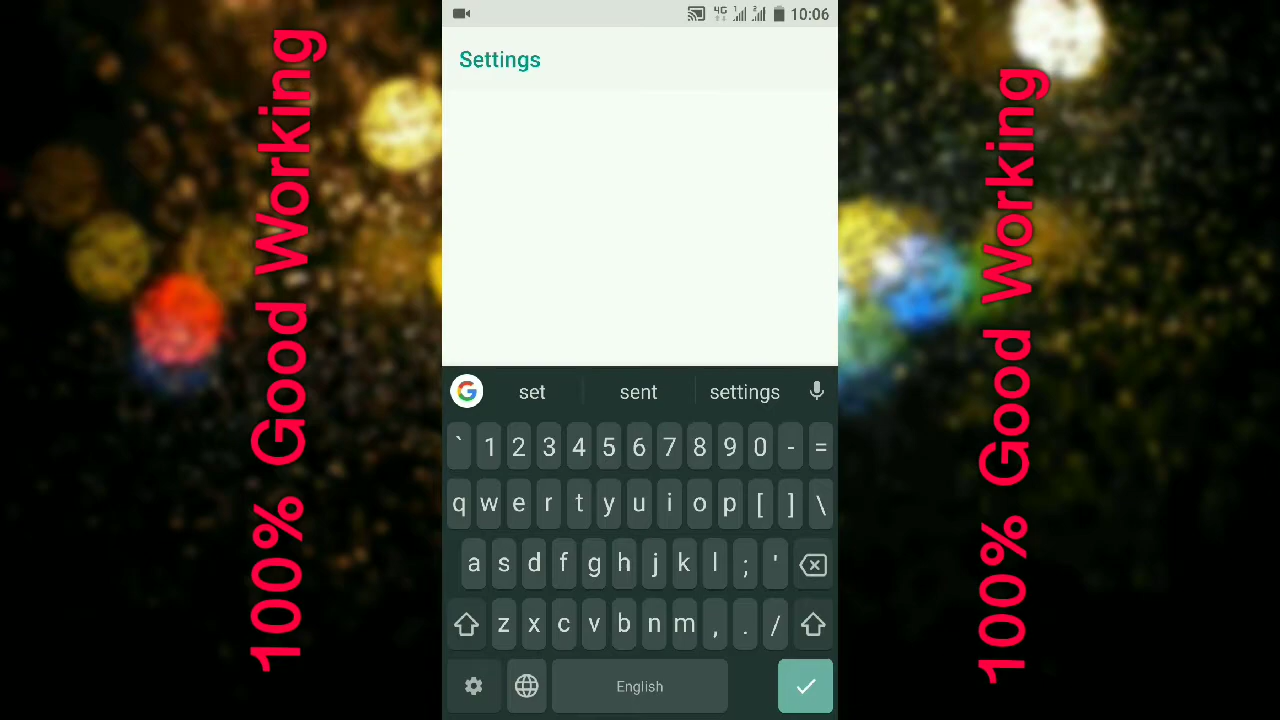 100% Good Working
4G 10:06
Settings
set sent settings
` 1 2 3 4 5 6 7 8 9 0 - =
q w e r t y u i o p [ ] \
a s d f g h j k l ; '
z x c v b n m , . /
English
100% Good Working